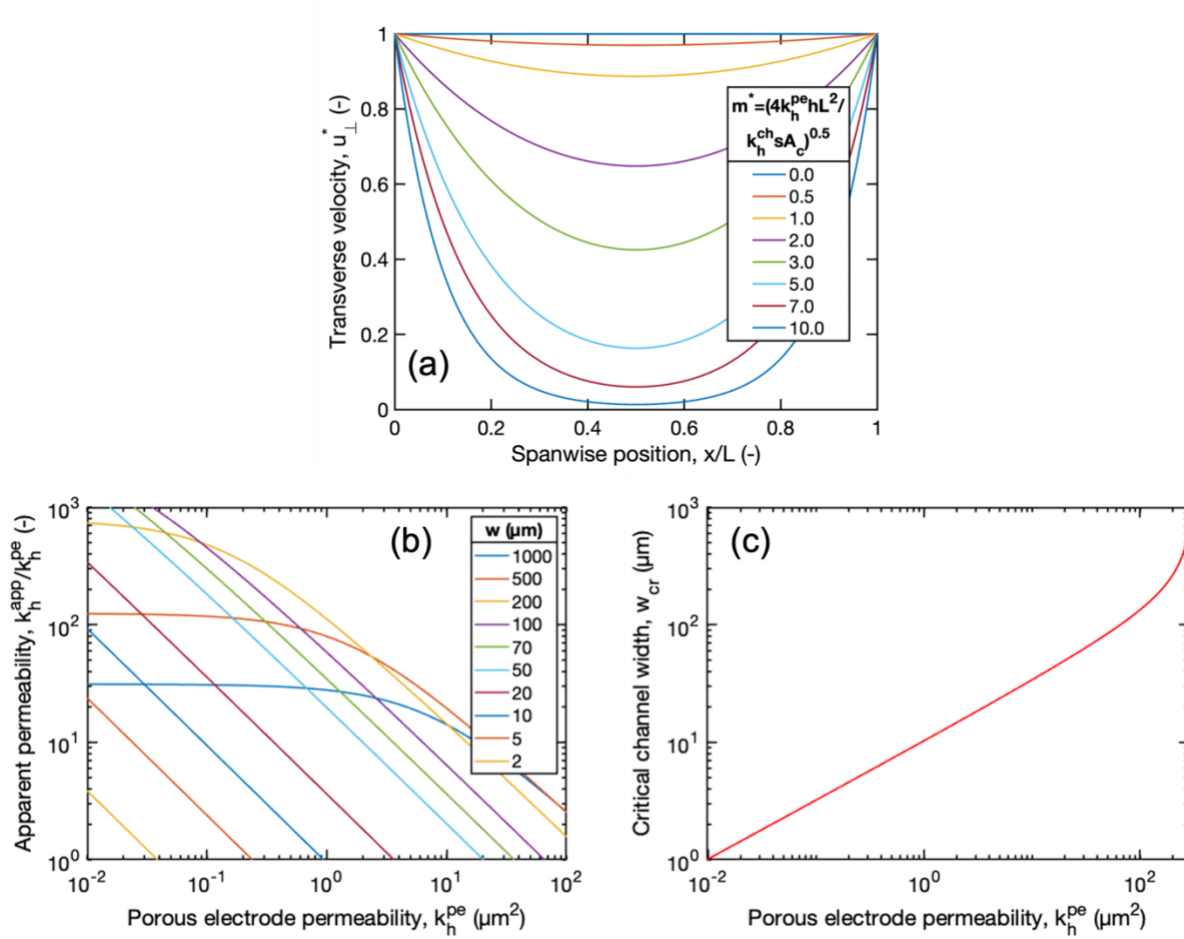 1
0.8
0.6
0.4
0.2
0
Transverse velocity, u⊥* (-)
(a)
m*=(4k_h^pe hL²/
k_h^ch sA_c)^0.5
0.0
0.5
1.0
2.0
3.0
5.0
7.0
10.0
0 0.2 0.4 0.6 0.8 1
Spanwise position, x/L (-)
10³
10²
10¹
10⁰
Apparent permeability, k_h^app/k_h^pe (-)
(b)
w (µm)
1000
500
200
100
70
50
20
10
5
2
10⁻² 10⁻¹ 10⁰ 10¹ 10²
Porous electrode permeability, k_h^pe (µm²)
10³
10²
10¹
10⁰
Critical channel width, w_cr (µm)
(c)
10⁻² 10⁰ 10²
Porous electrode permeability, k_h^pe (µm²)